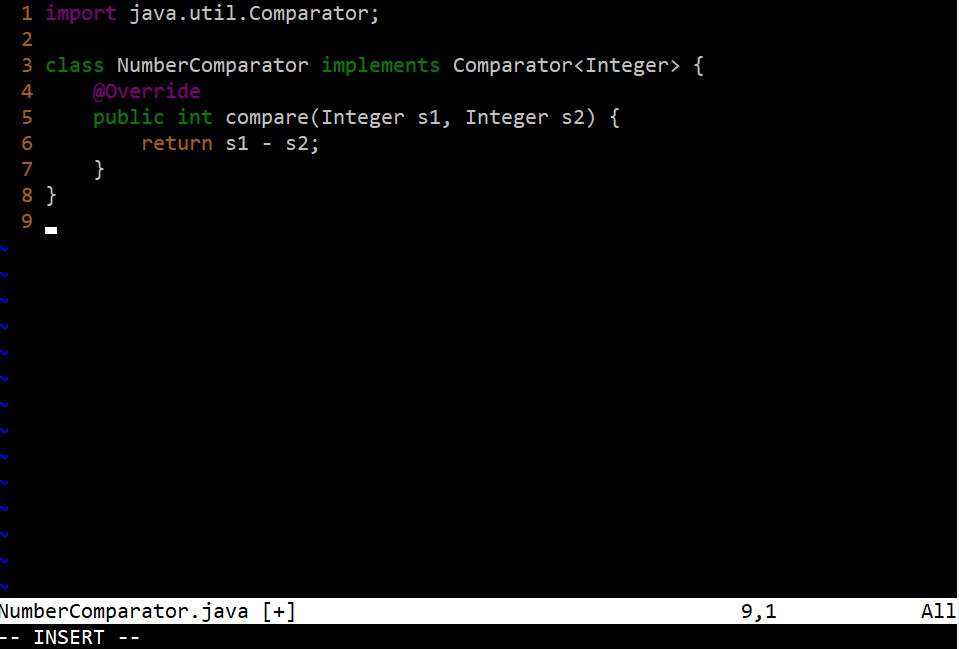 1 import java.util.Comparator;
2
3 class NumberComparator implements Comparator<Integer> {
4     @Override
5     public int compare(Integer s1, Integer s2) {
6         return s1 - s2;
7     }
8 }
9
~
~
~
~
~
~
~
~
~
~
~
~
~
~
NumberComparator.java [+] 9,1 All
-- INSERT --